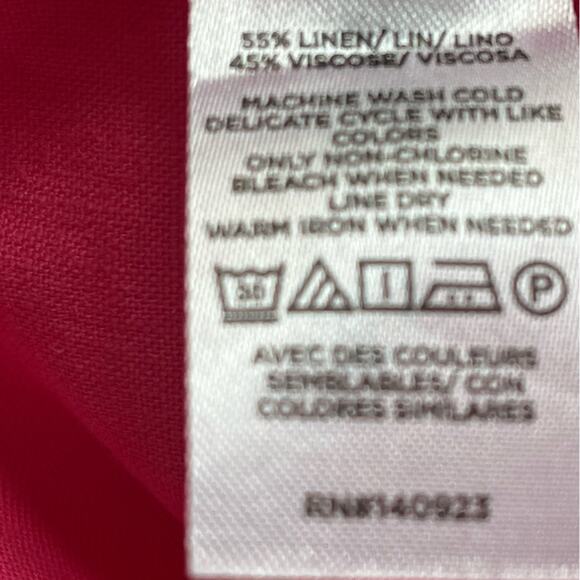 55% LINEN/ LIN/ LINO
45% VISCOSE/ VISCOSA
MACHINE WASH COLD
DELICATE CYCLE WITH LIKE
COLORS
ONLY NON-CHLORINE
BLEACH WHEN NEEDED
LINE DRY
WARM IRON WHEN NEEDED
30 P
AVEC DES COULEURS
SEMBLABLES/ CON
COLORES SIMILARES
RN#140923